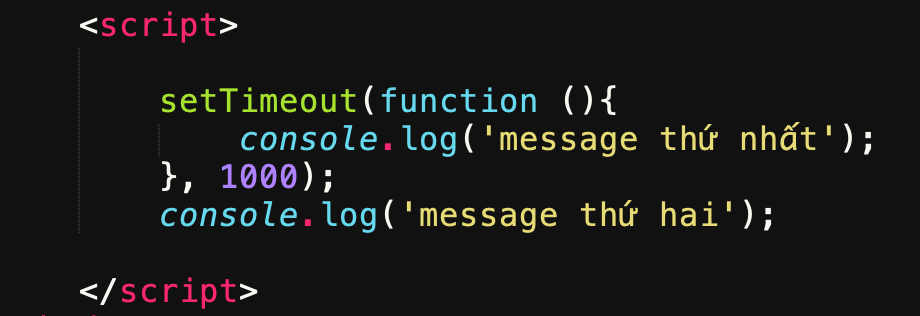 <script>
setTimeout(function (){
console.log('message thứ nhất');
}, 1000);
console.log('message thứ hai');
</script>